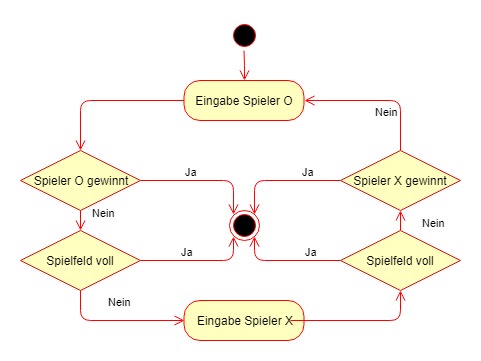 Eingabe Spieler O
Nein
Spieler O gewinnt
Ja
Ja
Spieler X gewinnt
Nein
Nein
Spielfeld voll
Ja
Ja
Spielfeld voll
Nein
Eingabe Spieler X